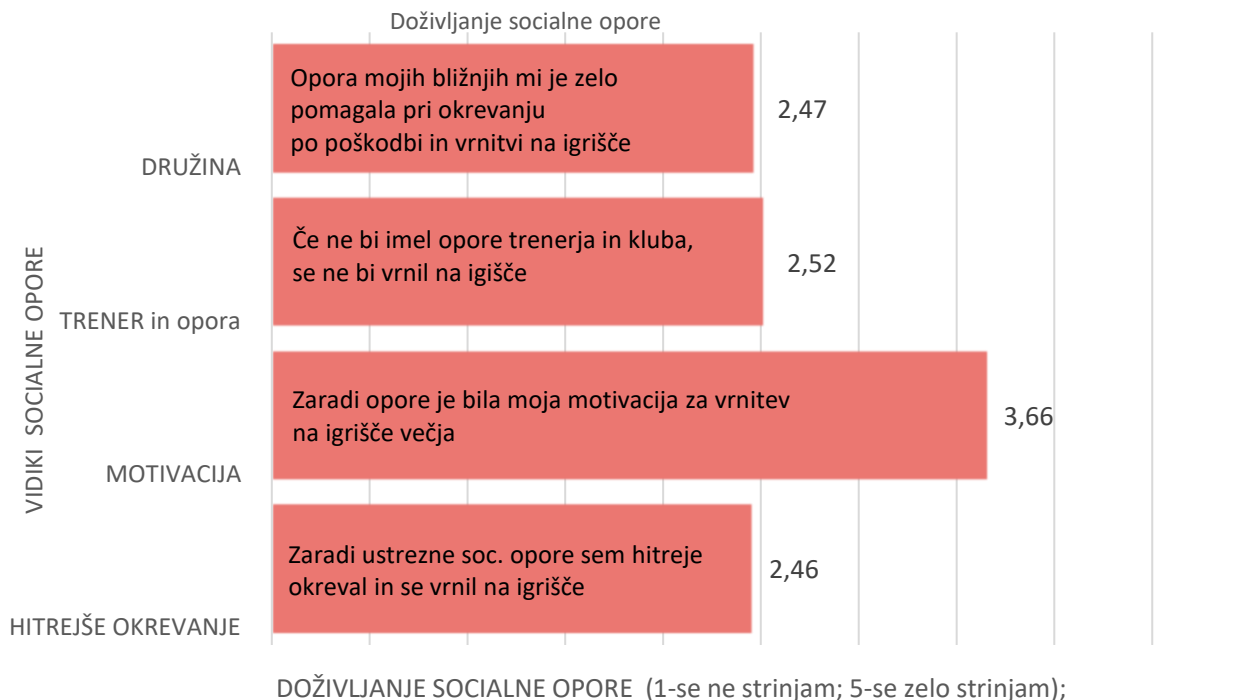 Doživljanje socialne opore
Opora mojih bližnjih mi je zelo
pomagala pri okrevanju
po poškodbi in vrnitvi na igrišče
2,47
DRUŽINA
Če ne bi imel opore trenerja in kluba,
se ne bi vrnil na igišče
2,52
TRENER in opora
VIDIKI SOCIALNE OPORE
Zaradi opore je bila moja motivacija za vrnitev
na igrišče večja
3,66
MOTIVACIJA
Zaradi ustrezne soc. opore sem hitreje
okreval in se vrnil na igrišče
2,46
HITREJŠE OKREVANJE
DOŽIVLJANJE SOCIALNE OPORE (1-se ne strinjam; 5-se zelo strinjam);